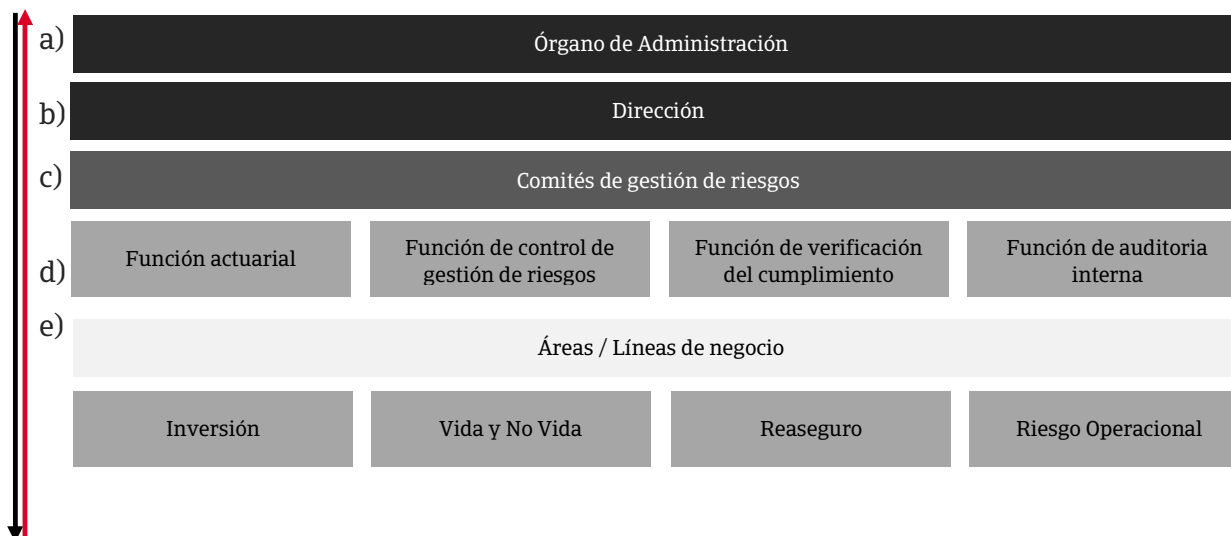 a)
Órgano de Administración
b)
Dirección
c)
Comités de gestión de riesgos
d)
Función actuarial
Función de control de
gestión de riesgos
Función de verificación
del cumplimiento
Función de auditoria
interna
e)
Áreas / Líneas de negocio
Inversión
Vida y No Vida
Reaseguro
Riesgo Operacional